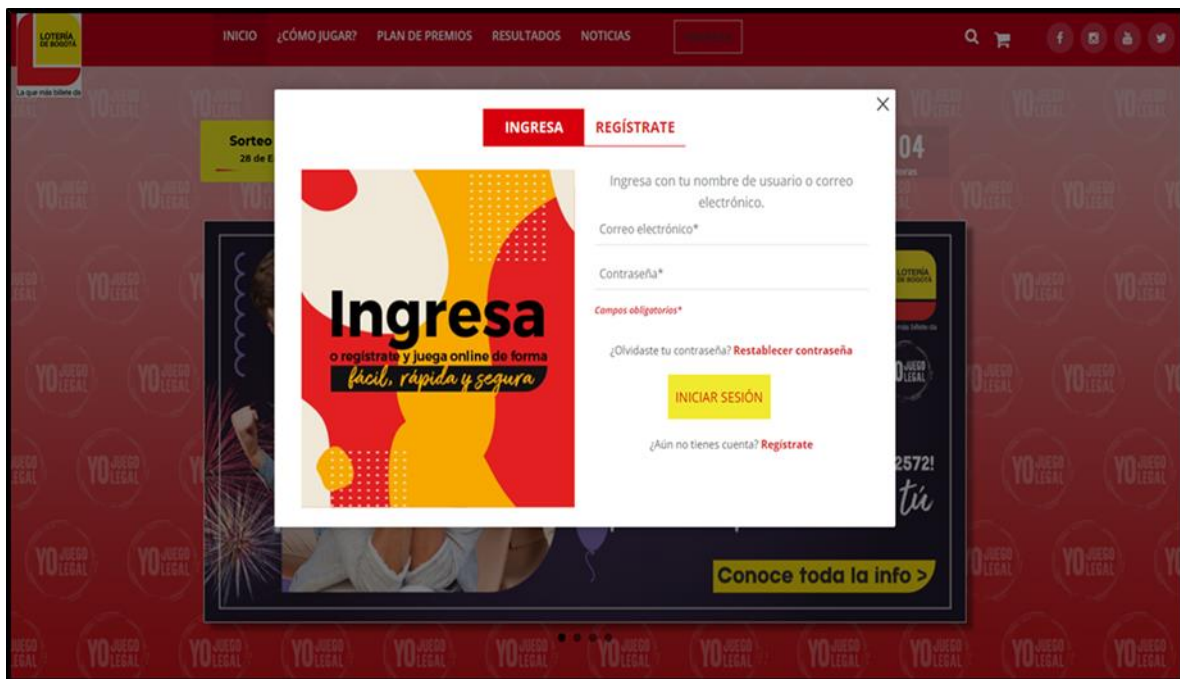 LOTERÍA
DE BOGOTÁ
La que más billete da
INICIO ¿CÓMO JUGAR? PLAN DE PREMIOS RESULTADOS NOTICIAS
Sorteo
28 de E
04
INGRESA REGÍSTRATE
Ingresa
o regístrate y juega online de forma
fácil, rápida y segura
Ingresa con tu nombre de usuario o correo
electrónico.
Correo electrónico*
Contraseña*
Campos obligatorios*
¿Olvidaste tu contraseña? Restablecer contraseña
INICIAR SESIÓN
¿Aún no tienes cuenta? Regístrate
LOTERÍA
DE BOGOTÁ
YO JUEGO
LEGAL
2572!
tú
Conoce toda la info >